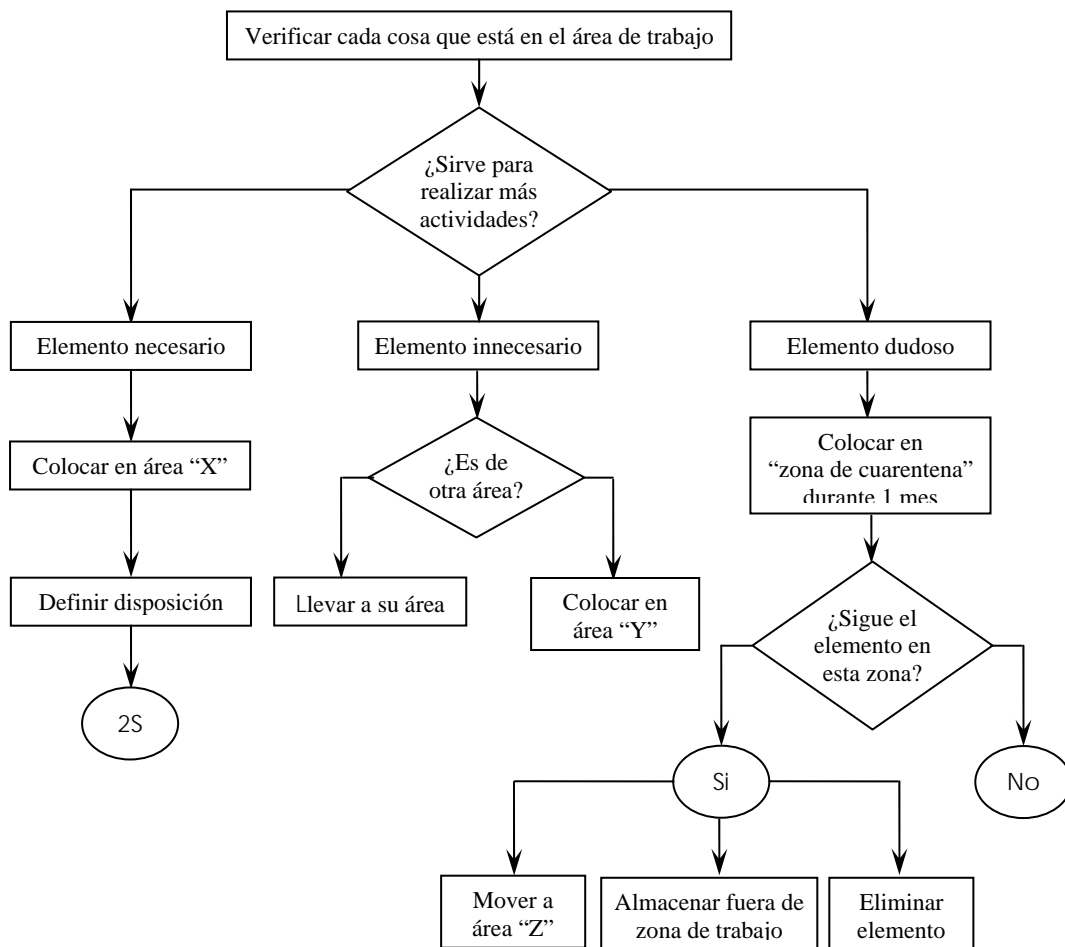 Verificar cada cosa que está en el área de trabajo
¿Sirve para
realizar más
actividades?
Elemento necesario
Elemento innecesario
Elemento dudoso
Colocar en área “X”
¿Es de
otra área?
Colocar en
“zona de cuarentena”
durante 1 mes
Definir disposición
Llevar a su área
Colocar en
área “Y”
¿Sigue el
elemento en
esta zona?
2S
Si
No
Mover a
área “Z”
Almacenar fuera de
zona de trabajo
Eliminar
elemento